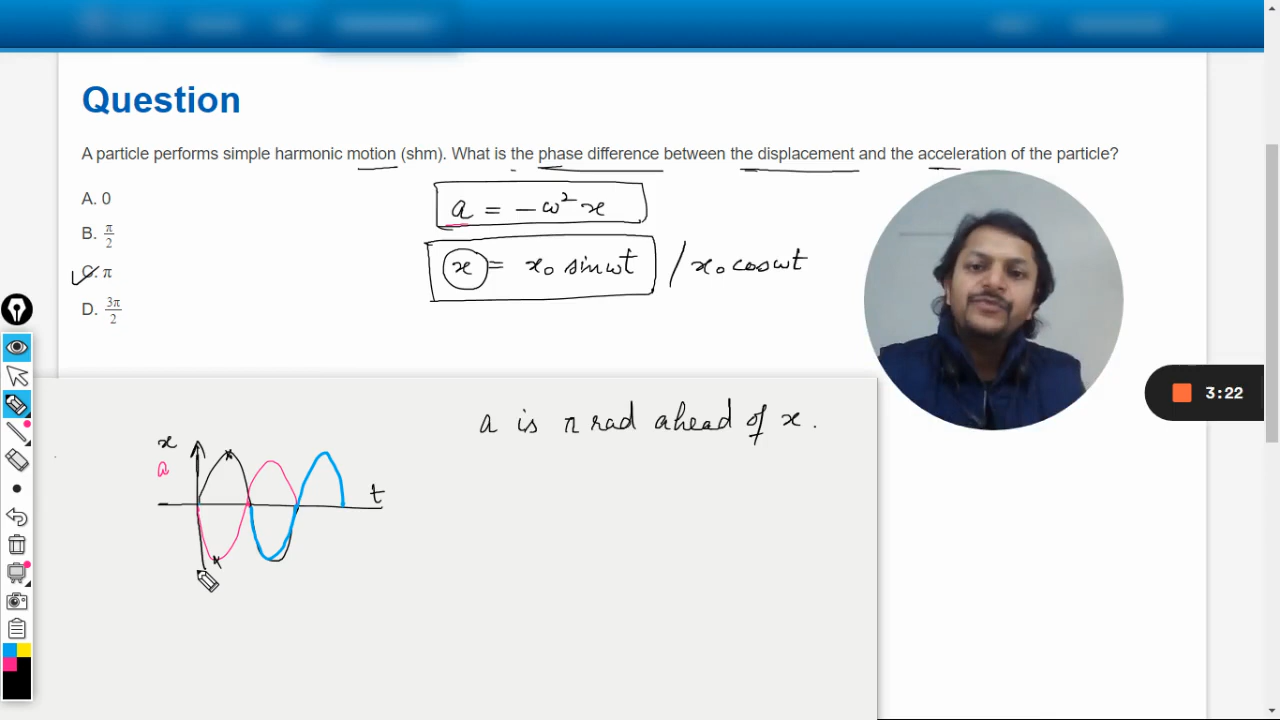 Question
A particle performs simple harmonic motion (shm). What is the phase difference between the displacement and the acceleration of the particle?
A. 0
B. π/2
C. π
D. 3π/2
a = -ω² x
x = x₀ sinωt / x₀ cosωt
3:22
a is π rad ahead of x.
x
a
t